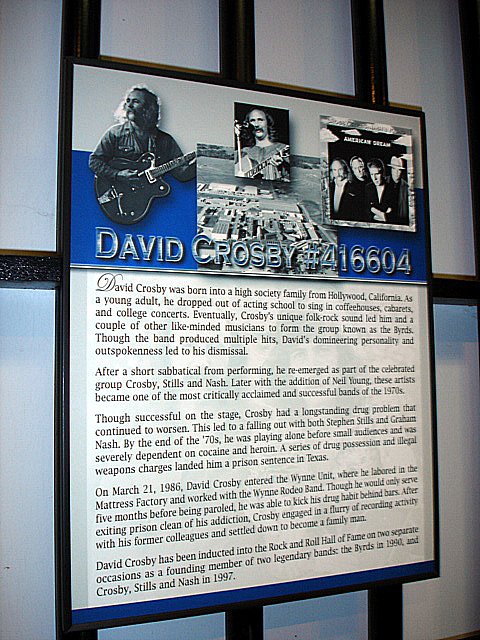 AMERICAN DREAM
DAVID CROSBY #416604
David Crosby was born into a high society family from Hollywood, California. As
a young adult, he dropped out of acting school to sing in coffeehouses, cabarets,
and college concerts. Eventually, Crosby's unique folk-rock sound led him and a
couple of other like-minded musicians to form the group known as the Byrds.
Though the band produced multiple hits, David's domineering personality and
outspokenness led to his dismissal.
After a short sabbatical from performing, he re-emerged as part of the celebrated
group Crosby, Stills and Nash. Later with the addition of Neil Young, these artists
became one of the most critically acclaimed and successful bands of the 1970s.
Though successful on the stage, Crosby had a longstanding drug problem that
continued to worsen. This led to a falling out with both Stephen Stills and Graham
Nash. By the end of the '70s, he was playing alone before small audiences and was
severely dependent on cocaine and heroin. A series of drug possession and illegal
weapons charges landed him a prison sentence in Texas.
On March 21, 1986, David Crosby entered the Wynne Unit, where he labored in the
Mattress Factory and worked with the Wynne Rodeo Band. Though he would only serve
five months before being paroled, he was able to kick his drug habit behind bars. After
exiting prison clean of his addiction, Crosby engaged in a flurry of recording activity
with his former colleagues and settled down to become a family man.
David Crosby has been inducted into the Rock and Roll Hall of Fame on two separate
occasions as a founding member of two legendary bands: the Byrds in 1990, and
Crosby, Stills and Nash in 1997.